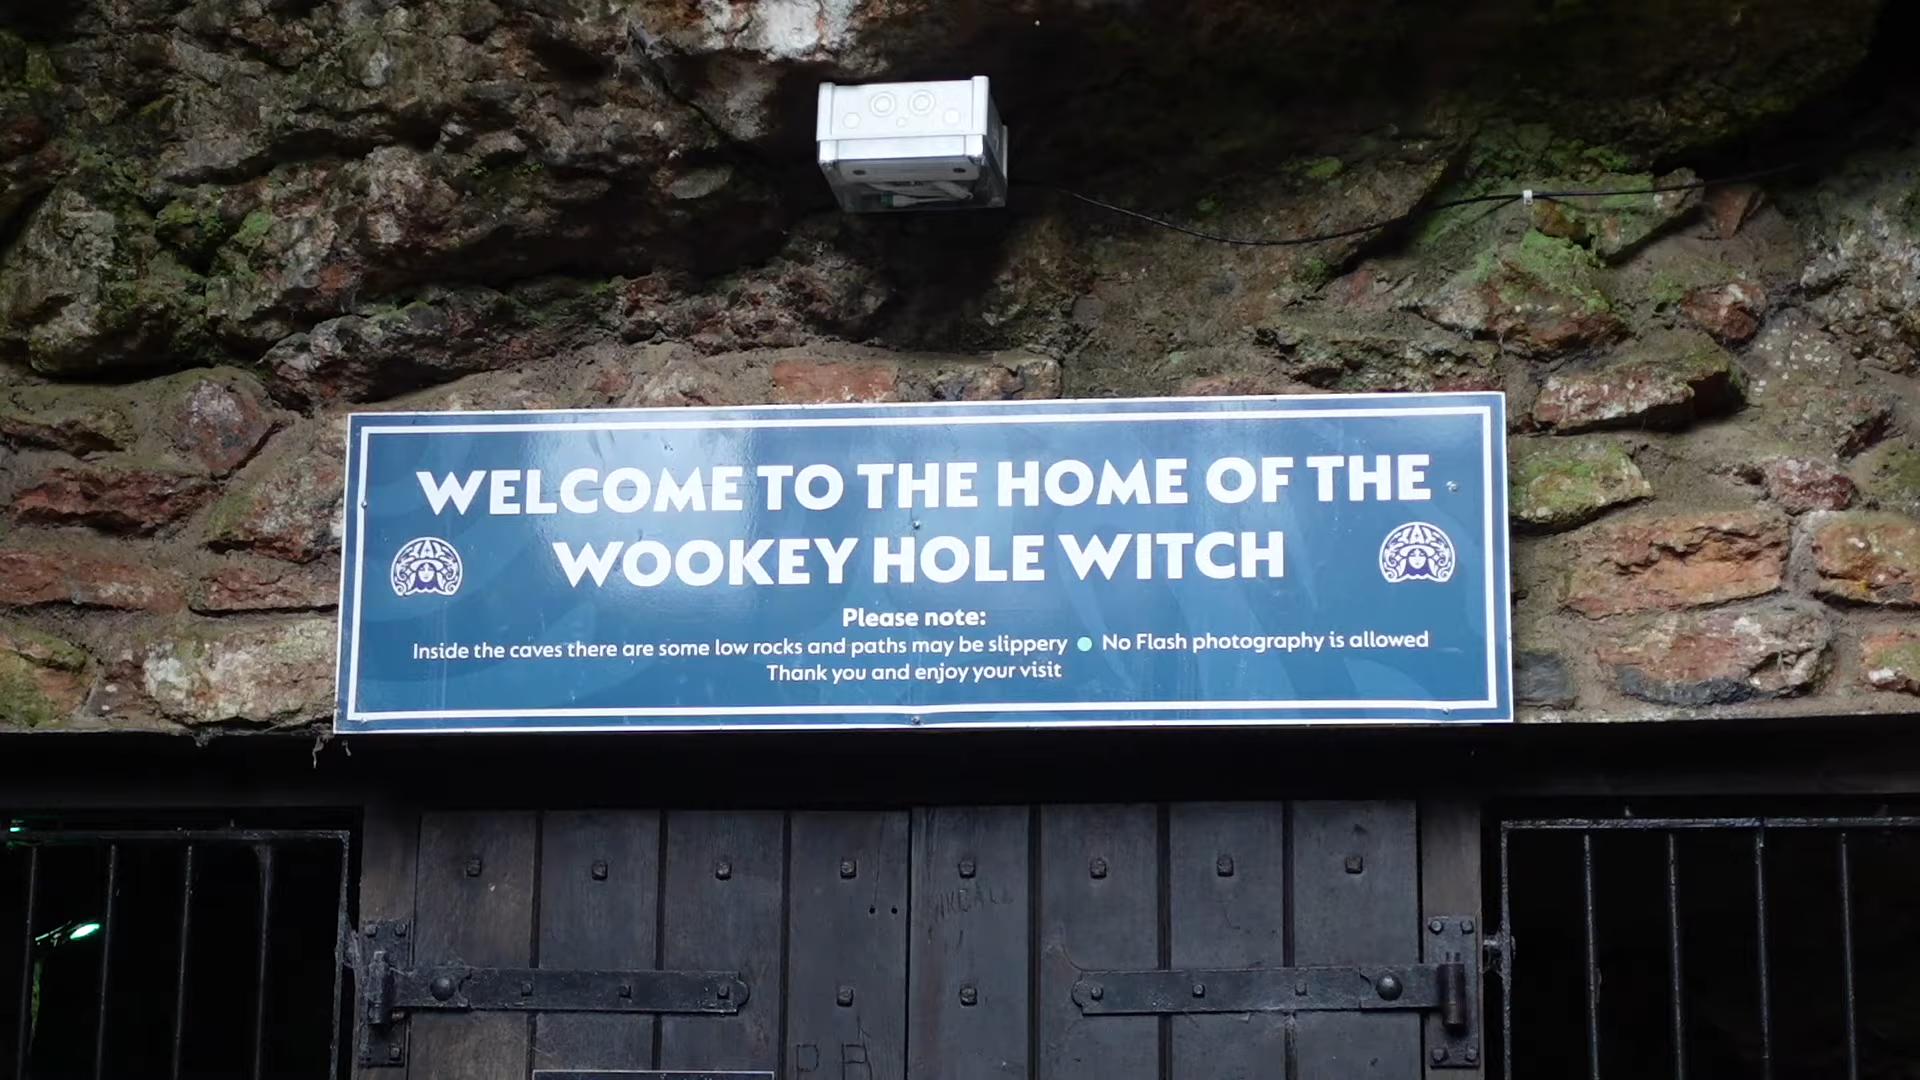 WELCOME TO THE HOME OF THE
WOOKEY HOLE WITCH
Please note:
Inside the caves there are some low rocks and paths may be slippery ● No Flash photography is allowed
Thank you and enjoy your visit